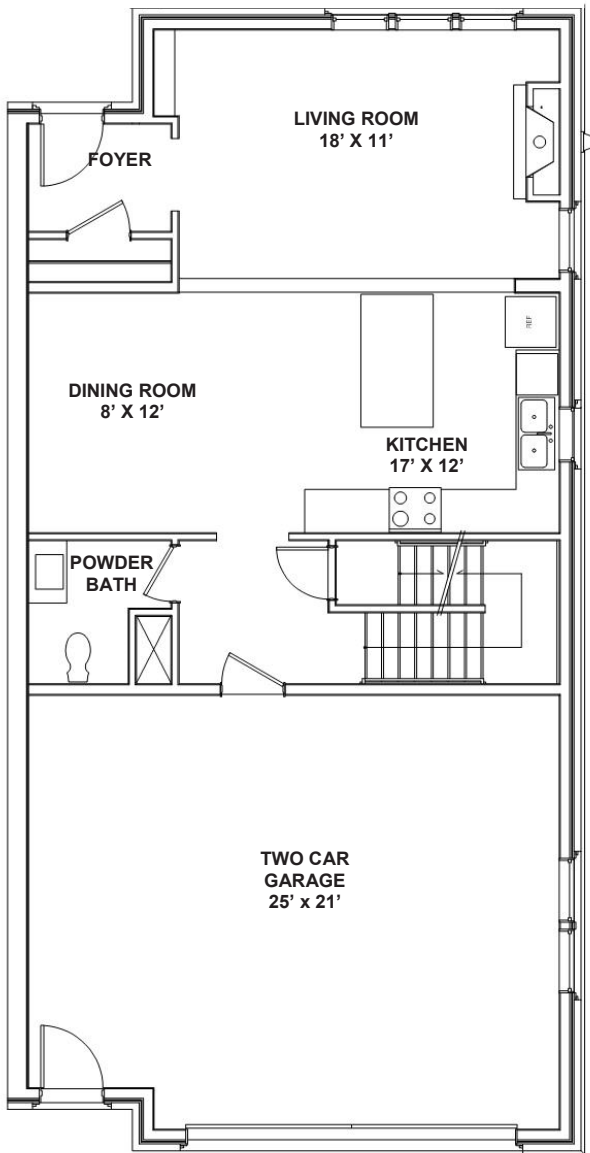 LIVING ROOM
18’ X 11’
FOYER
REF
DINING ROOM
8’ X 12’
KITCHEN
17’ X 12’
POWDER
BATH
TWO CAR
GARAGE
25’ x 21’